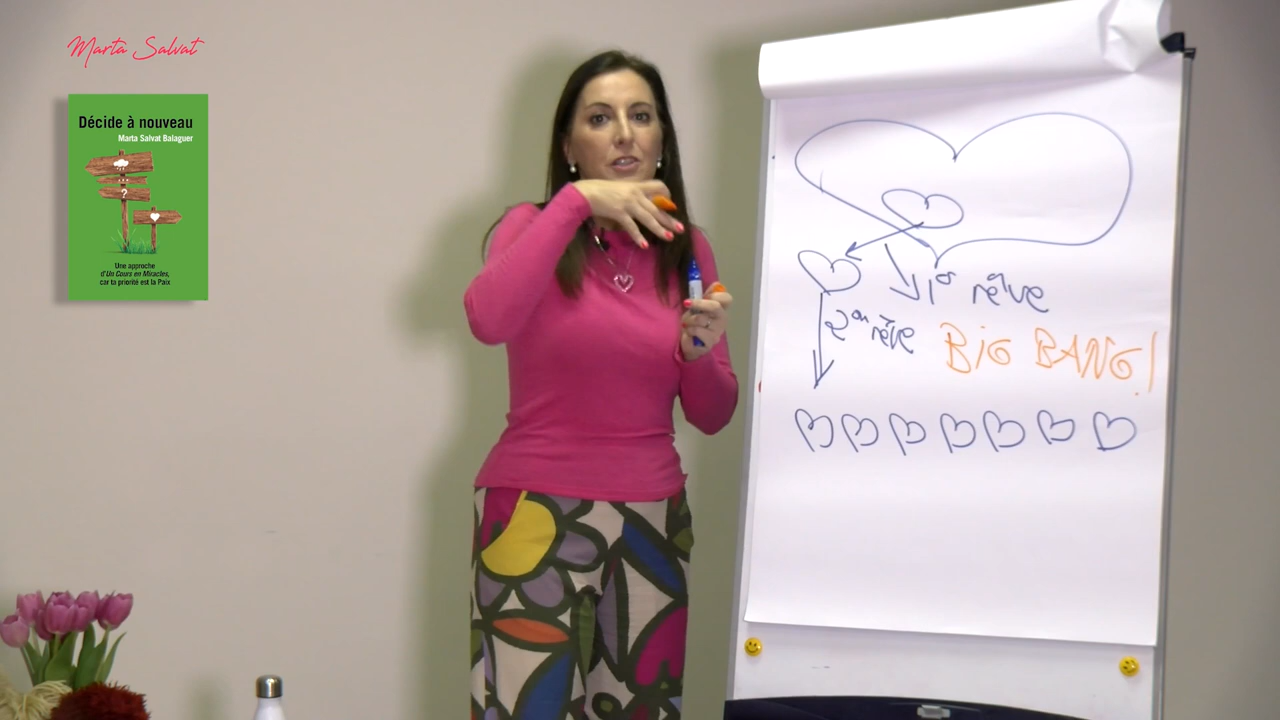 Marta Salvat
Décide à nouveau
Marta Salvat Balaguer
?
Une approche
d'Un Cours en Miracles,
car ta priorité est la Paix
1er rêve
2on rêve
BIG BANG!